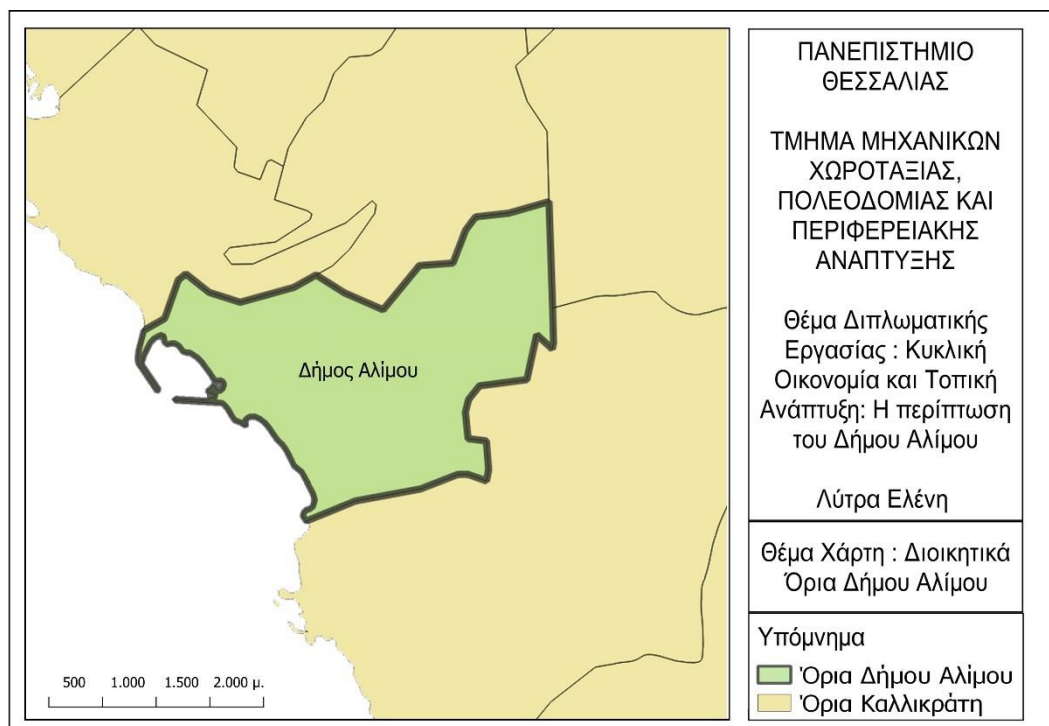 Δήμος Αλίμου
500 1.000 1.500 2.000 μ.
ΠΑΝΕΠΙΣΤΗΜΙΟ
ΘΕΣΣΑΛΙΑΣ
ΤΜΗΜΑ ΜΗΧΑΝΙΚΩΝ
ΧΩΡΟΤΑΞΙΑΣ,
ΠΟΛΕΟΔΟΜΙΑΣ ΚΑΙ
ΠΕΡΙΦΕΡΕΙΑΚΗΣ
ΑΝΑΠΤΥΞΗΣ
Θέμα Διπλωματικής
Εργασίας : Κυκλική
Οικονομία και Τοπική
Ανάπτυξη: Η περίπτωση
του Δήμου Αλίμου
Λύτρα Ελένη
Θέμα Χάρτη : Διοικητικά
Όρια Δήμου Αλίμου
Υπόμνημα
Όρια Δήμου Αλίμου
Όρια Καλλικράτη